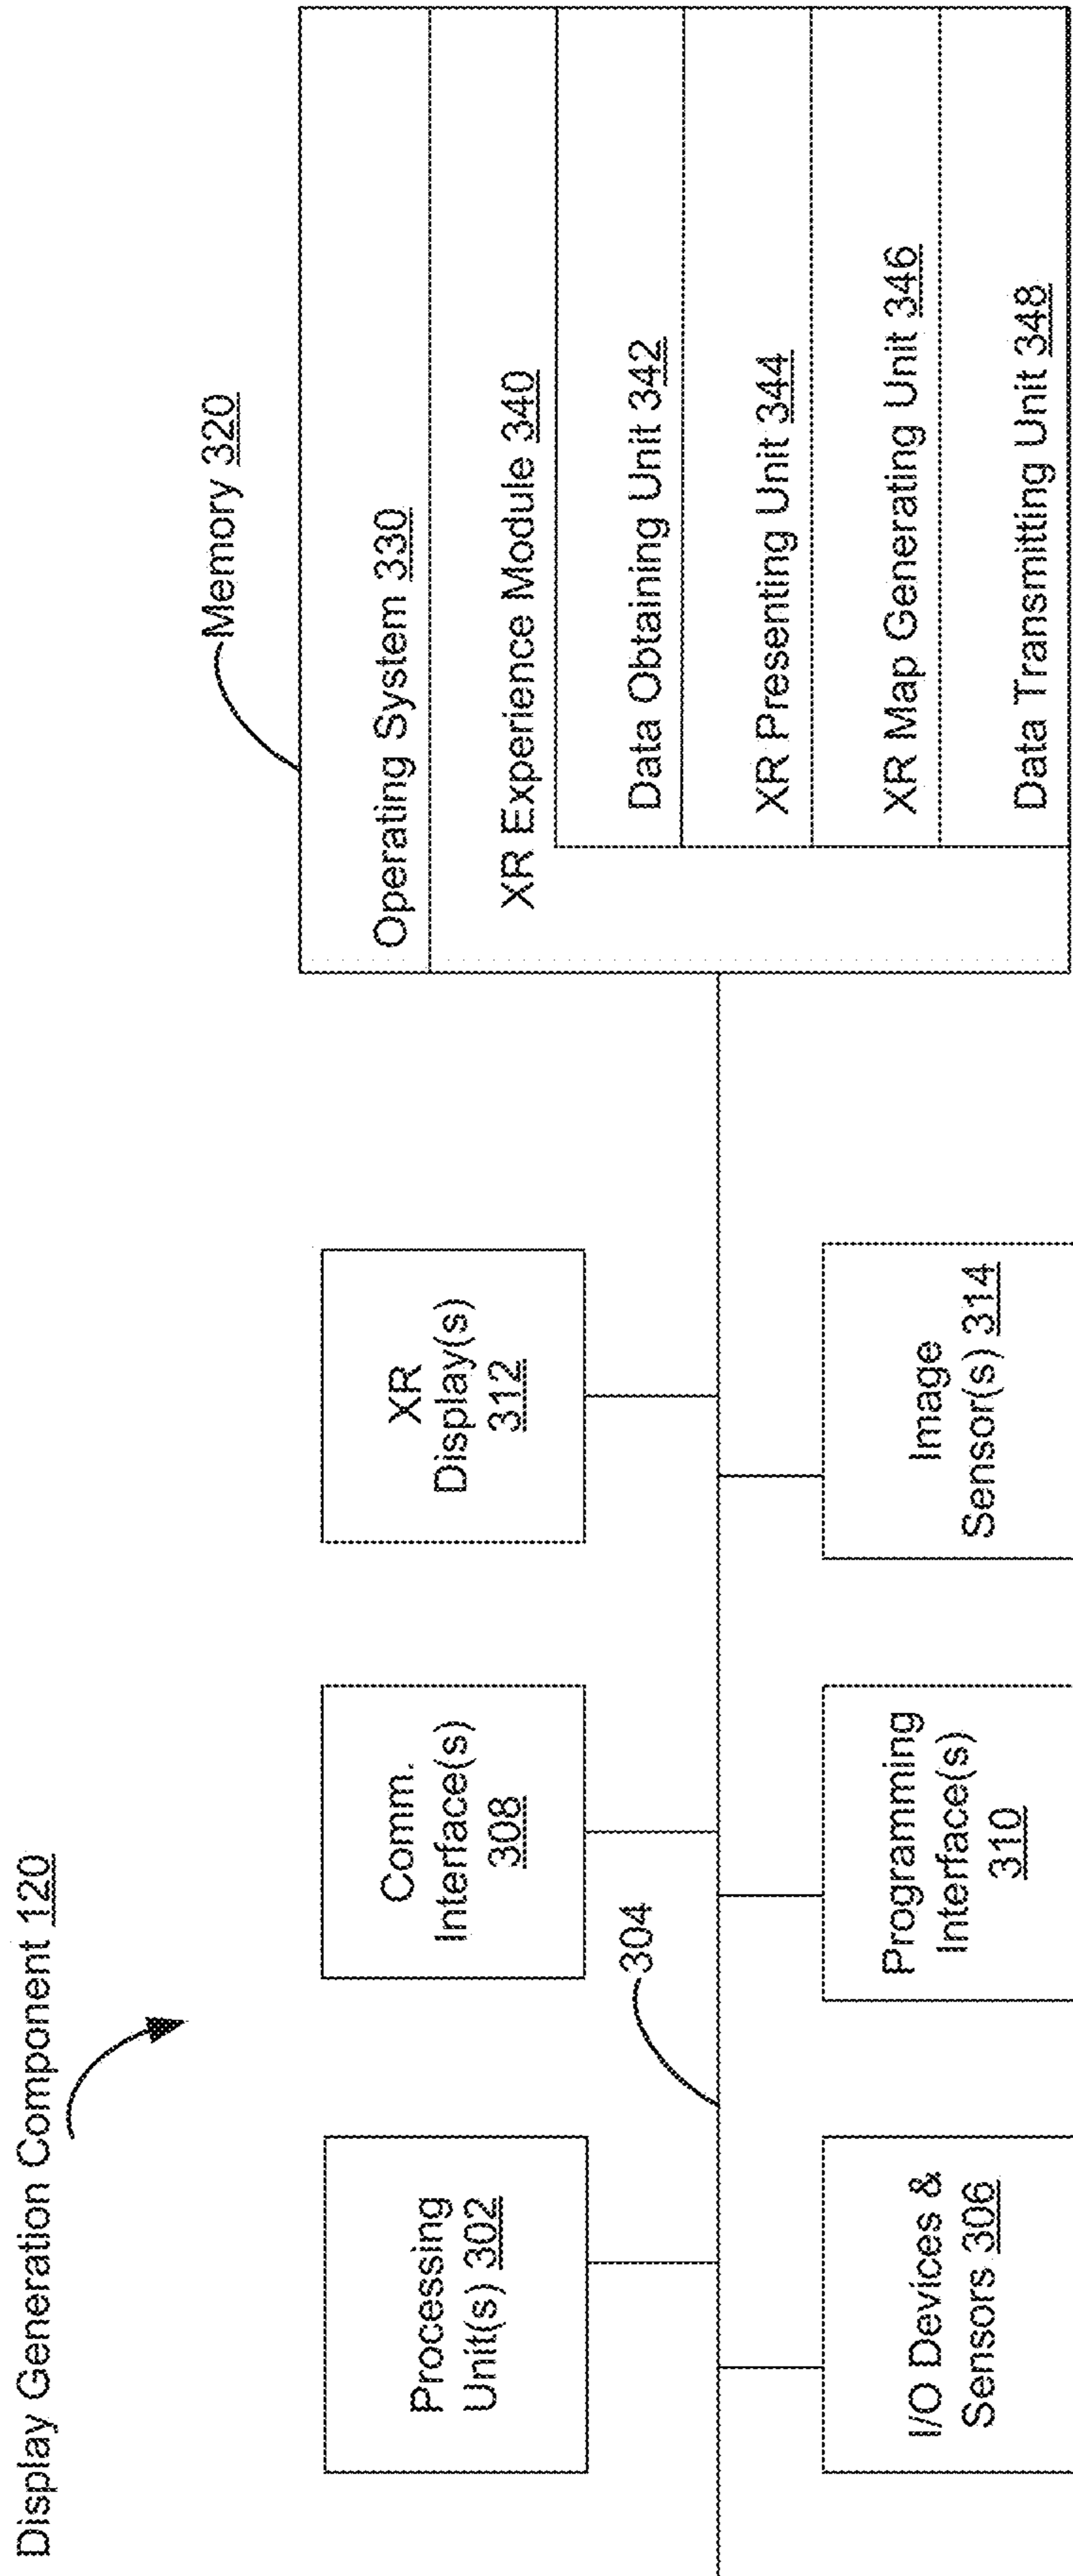 Display Generation Component 120
Processing
Unit(s) 302
Comm.
Interface(s)
308
XR
Display(s)
312
304
I/O Devices &
Sensors 306
Programming
Interface(s)
310
Image
Sensor(s) 314
Memory 320
Operating System 330
XR Experience Module 340
Data Obtaining Unit 342
XR Presenting Unit 344
XR Map Generating Unit 346
Data Transmitting Unit 348